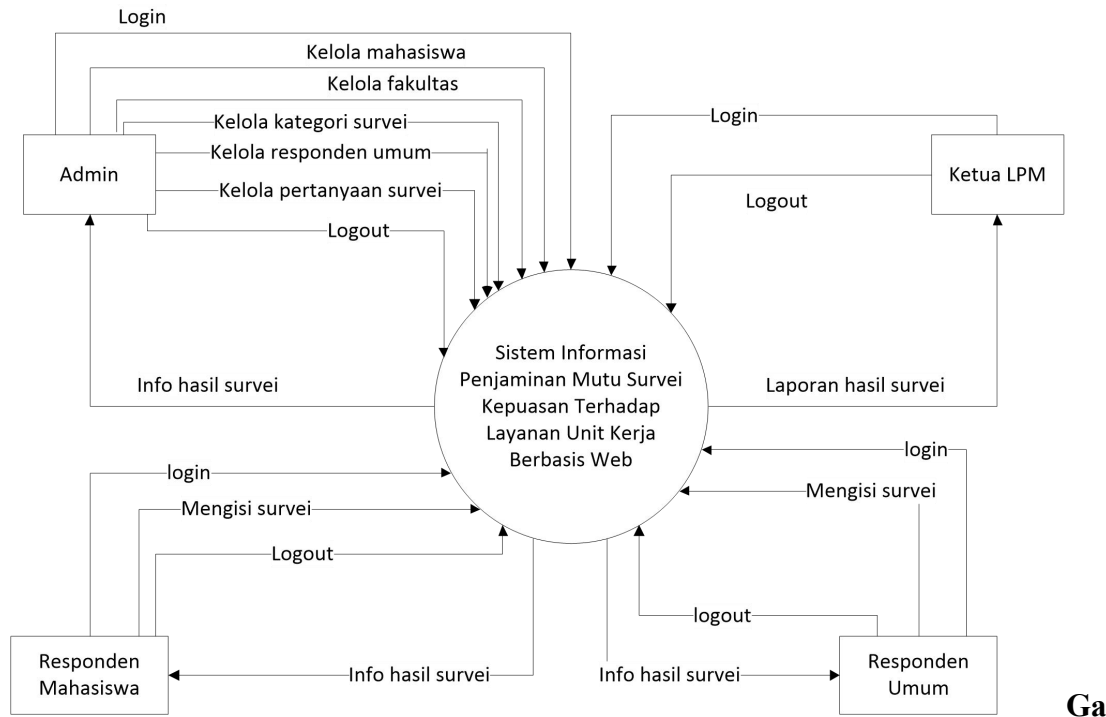 Login
Kelola mahasiswa
Kelola fakultas
Kelola kategori survei
Kelola responden umum
Kelola pertanyaan survei
Logout
Admin
Info hasil survei
Login
Logout
Ketua LPM
Laporan hasil survei
Sistem Informasi
Penjaminan Mutu Survei
Kepuasan Terhadap
Layanan Unit Kerja
Berbasis Web
login
Mengisi survei
Logout
Responden
Mahasiswa
Info hasil survei
login
Mengisi survei
logout
Info hasil survei
Responden
Umum
Ga